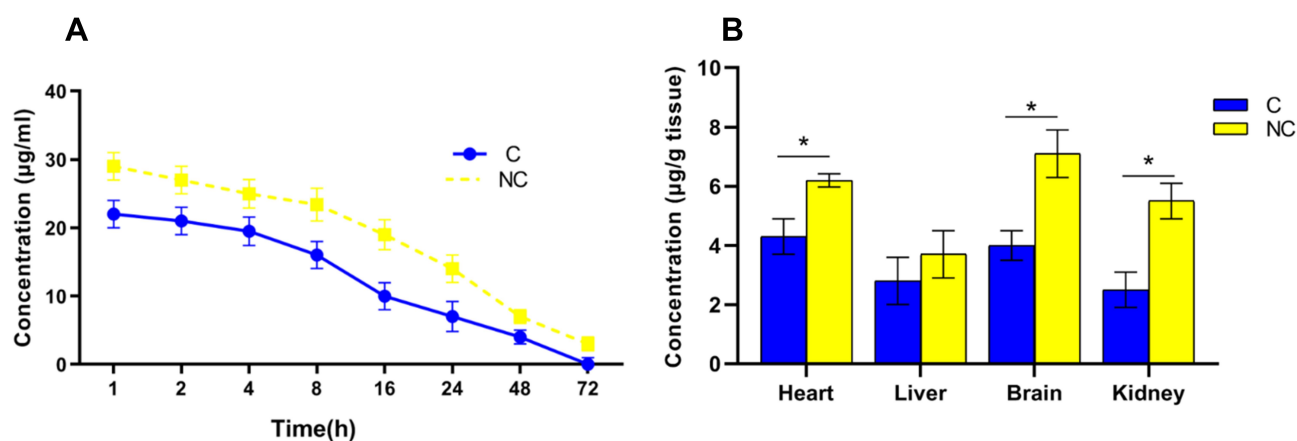 A
Concentration (µg/ml)
40
30
20
10
0
1 2 4 8 16 24 48 72
Time(h)
C
NC
B
Concentration (µg/g tissue)
10
8
6
4
2
0
* * *
Heart Liver Brain Kidney
C
NC